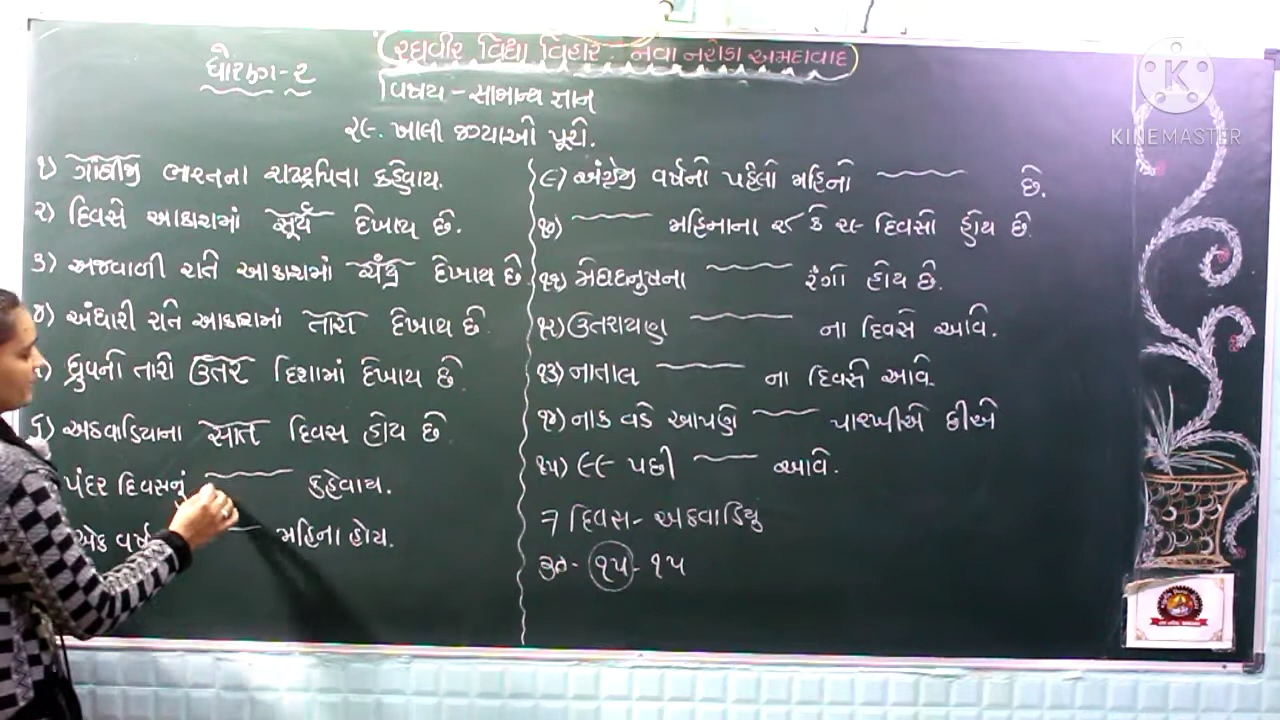 રઘુવીર વિદ્યા વિહાર - નવા નરોડા અમદાવાદ
ધોરણ - ૨
વિષય - સામાન્ય જ્ઞાન
૨૯. ખાલી જગ્યાઓ પૂરો.
૧) ગાંધીજી ભારતના રાષ્ટ્રપિતા કહેવાય.
૨) દિવસે આકાશમાં સૂર્ય દેખાય છે.
૩) અજવાળી રાતે આકાશમાં ચંદ્ર દેખાય છે.
૪) અંધારી રાતે આકાશમાં તારા દેખાય છે
ધ્રુવનો તારો ઉતર દિશામાં દેખાય છે.
૬) અઠવાડિયાના સાત દિવસ હોય છે
પંદર દિવસનું કહેવાય.
એક વર્ષ મહિના હોય.
૯) અંગ્રેજી વર્ષનો પહેલો મહિનો છે.
૧૦) મહિનાના ૨૮ કે ૨૯ દિવસો હોય છે.
૧૧) મેઘધનુષના રંગો હોય છે.
૧૨) ઉતરાયણ ના દિવસે આવે.
૧૩) નાતાલ ના દિવસે આવે.
૧૪) નાક વડે આપણે પારખીએ છીએ
૧૫) ૯૯ પછી આવે.
7 દિવસ - અઠવાડિયુ
૧૫ - ૧૫
KINEMASTER